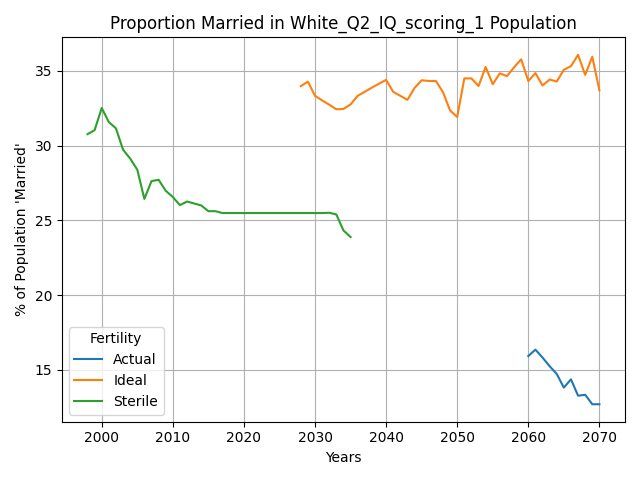 Proportion Married in White_Q2_IQ_scoring_1 Population
% of Population 'Married'
35
30
25
20
15
Fertility
Actual
Ideal
Sterile
2000 2010 2020 2030 2040 2050 2060 2070
Years